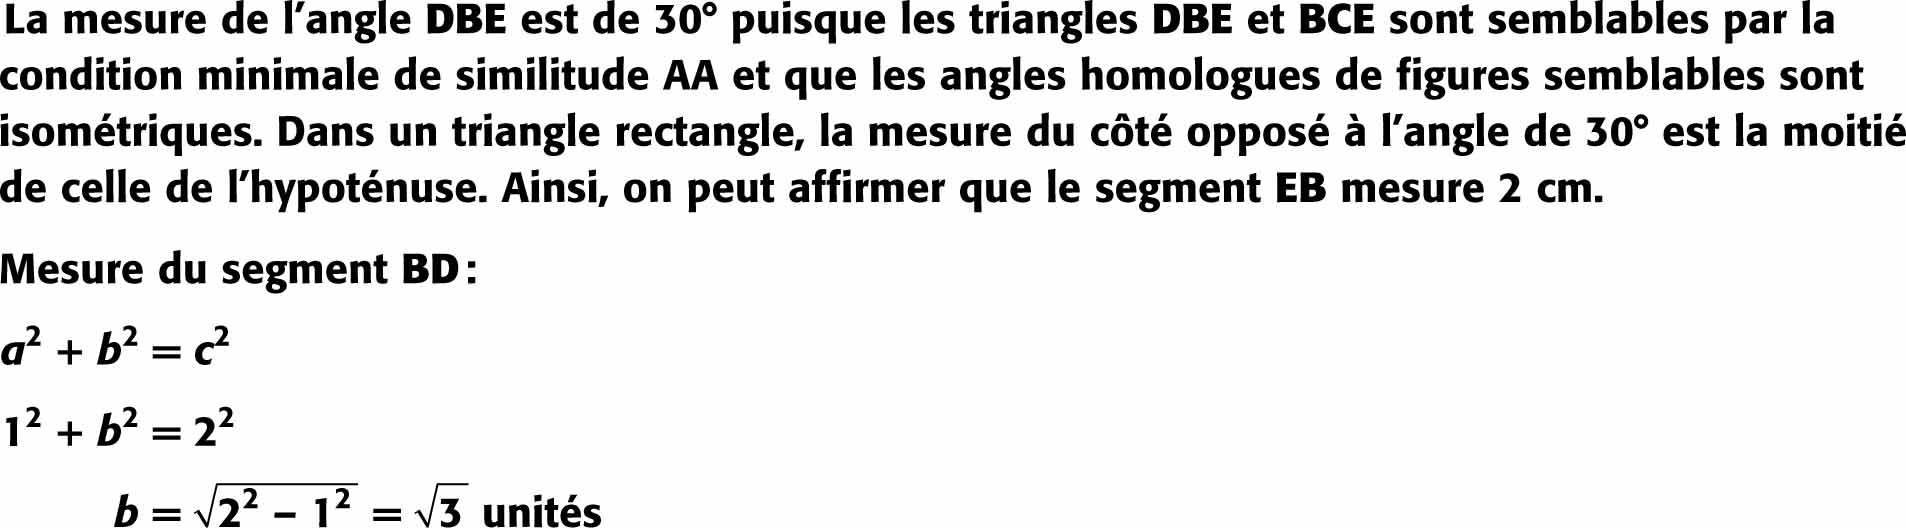 La mesure de l’angle DBE est de 30° puisque les triangles DBE et BCE sont semblables par la
condition minimale de similitude AA et que les angles homologues de figures semblables sont
isométriques. Dans un triangle rectangle, la mesure du côté opposé à l’angle de 30° est la moitié
de celle de l’hypoténuse. Ainsi, on peut affirmer que le segment EB mesure 2 cm.
Mesure du segment BD :
a² + b² = c²
1² + b² = 2²
b = √(2² – 1²) = √3 unités